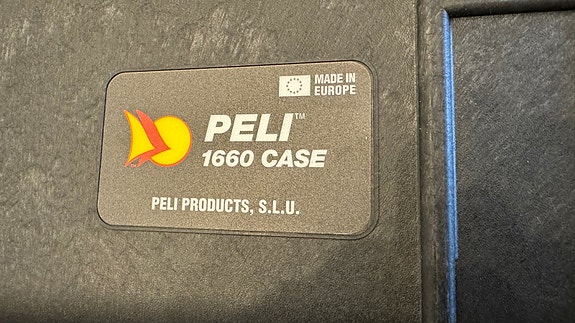 MADE IN
EUROPE
PELI™
1660 CASE
PELI PRODUCTS, S.L.U.